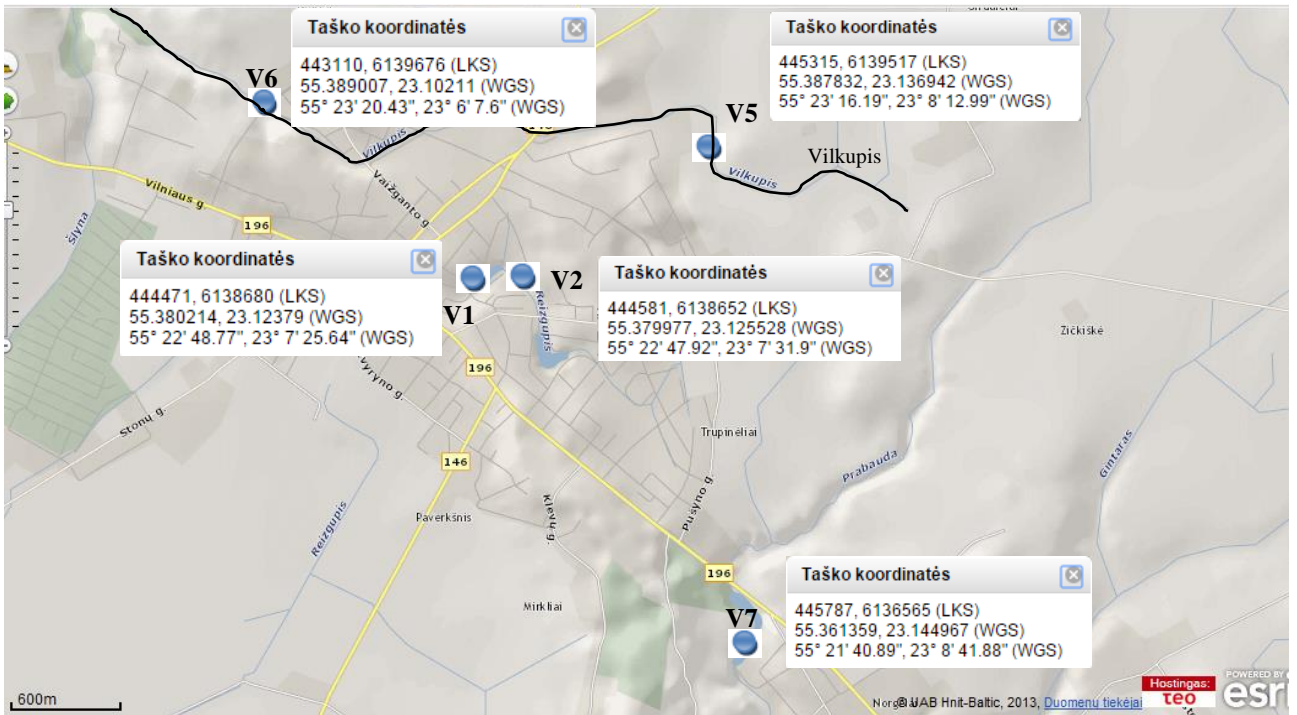 Taško koordinatės
443110, 6139676 (LKS)
55.389007, 23.10211 (WGS)
55° 23' 20.43", 23° 6' 7.6" (WGS)
Taško koordinatės
445315, 6139517 (LKS)
55.387832, 23.136942 (WGS)
55° 23' 16.19", 23° 8' 12.99" (WGS)
V6
V5
Vilkupis
Vilkupis
Vilkupis
Vaižganto g.
Vilniaus g.
196
Šlyna
Taško koordinatės
444471, 6138680 (LKS)
55.380214, 23.12379 (WGS)
55° 22' 48.77", 23° 7' 25.64" (WGS)
V1
V2
Reizgupis
Taško koordinatės
444581, 6138652 (LKS)
55.379977, 23.125528 (WGS)
55° 22' 47.92", 23° 7' 31.9" (WGS)
Žičkiškė
196
vyryno g.
Stonų g.
Trupinėliai
146
Prabauda
Gintaras
Pušyno g.
Klevų g.
Paverkšnis
Reizgupis
196
Mirkliai
V7
Taško koordinatės
445787, 6136565 (LKS)
55.361359, 23.144967 (WGS)
55° 21' 40.89", 23° 8' 41.88" (WGS)
600m
© UAB Hnit-Baltic, 2013, Duomenų tiekėjai
Hostingas:
teo
POWERED BY
esri